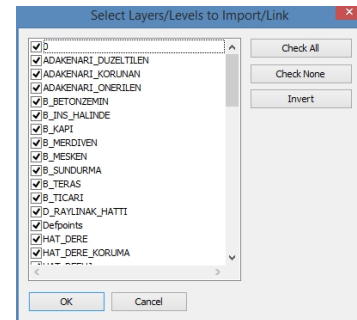 Select Layers/Levels to Import/Link
0
ADAKENARI_DUZELTILEN
ADAKENARI_KORUNAN
ADAKENARI_ONERILEN
B_BETONZEMIN
B_INS_HALINDE
B_KAPI
B_MERDIVEN
B_MESKEN
B_SUNDURMA
B_TERAS
B_TICARI
D_RAYLINAK_HATTI
Defpoints
HAT_DERE
HAT_DERE_KORUMA
Check All
Check None
Invert
OK
Cancel